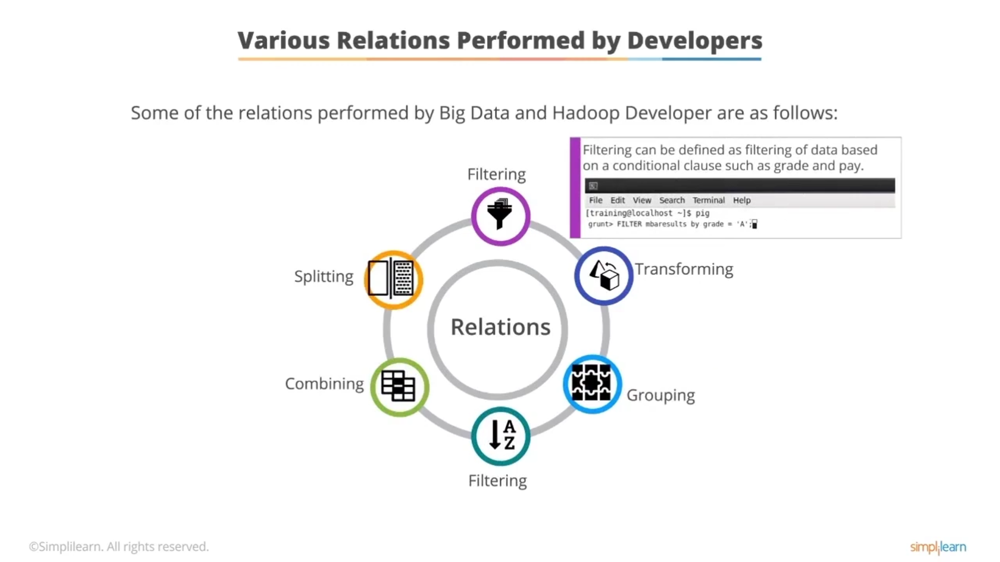 Various Relations Performed by Developers
Some of the relations performed by Big Data and Hadoop Developer are as follows:
Filtering can be defined as filtering of data based
on a conditional clause such as grade and pay.
File Edit View Search Terminal Help
[training@localhost ~]$ pig
grunt> FILTER mbaresults by grade = 'A';
Filtering
Transforming
Splitting
Relations
Combining
Grouping
A
Z
Filtering
©Simplilearn. All rights reserved.
simplilearn